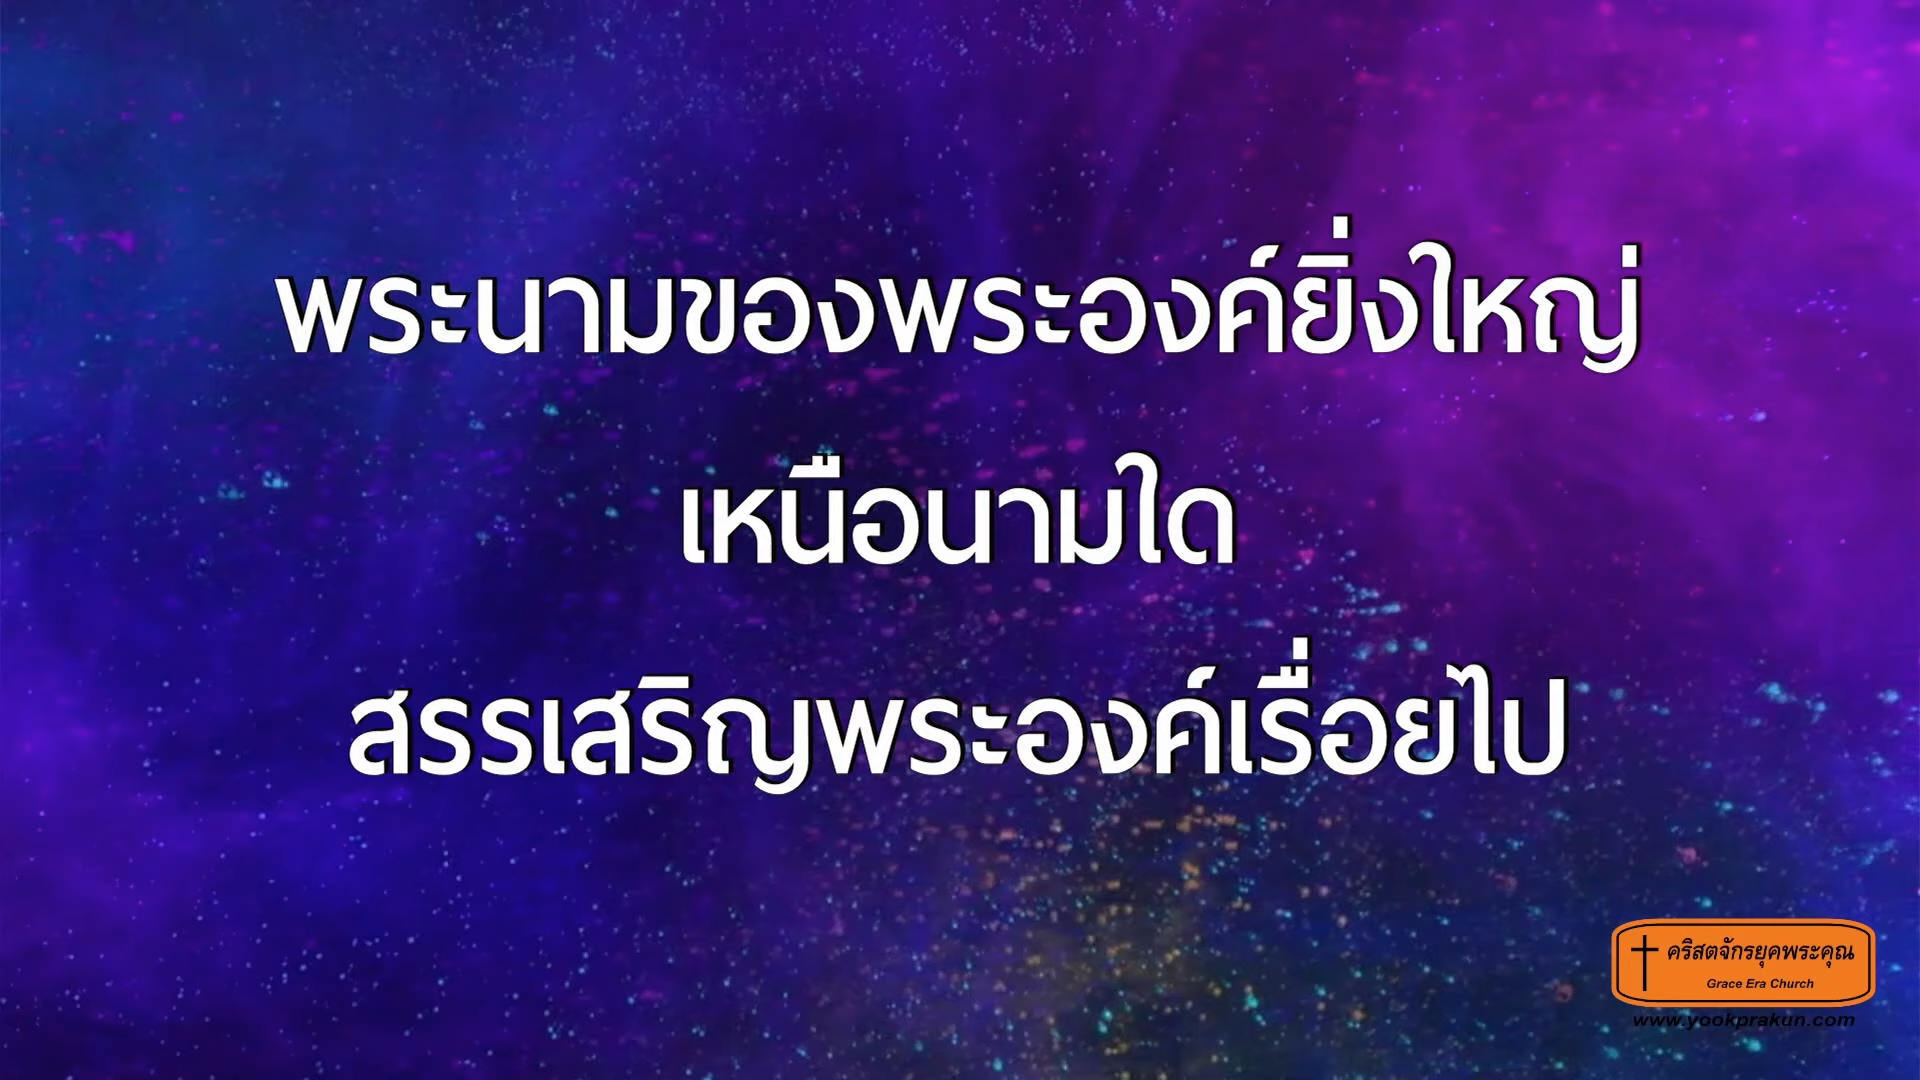 พระนามของพระองค์ยิ่งใหญ่
เหนือนามใด
สรรเสริญพระองค์เรื่อยไป
คริสตจักรยุคพระคุณ
Grace Era Church
www.yookprakun.com